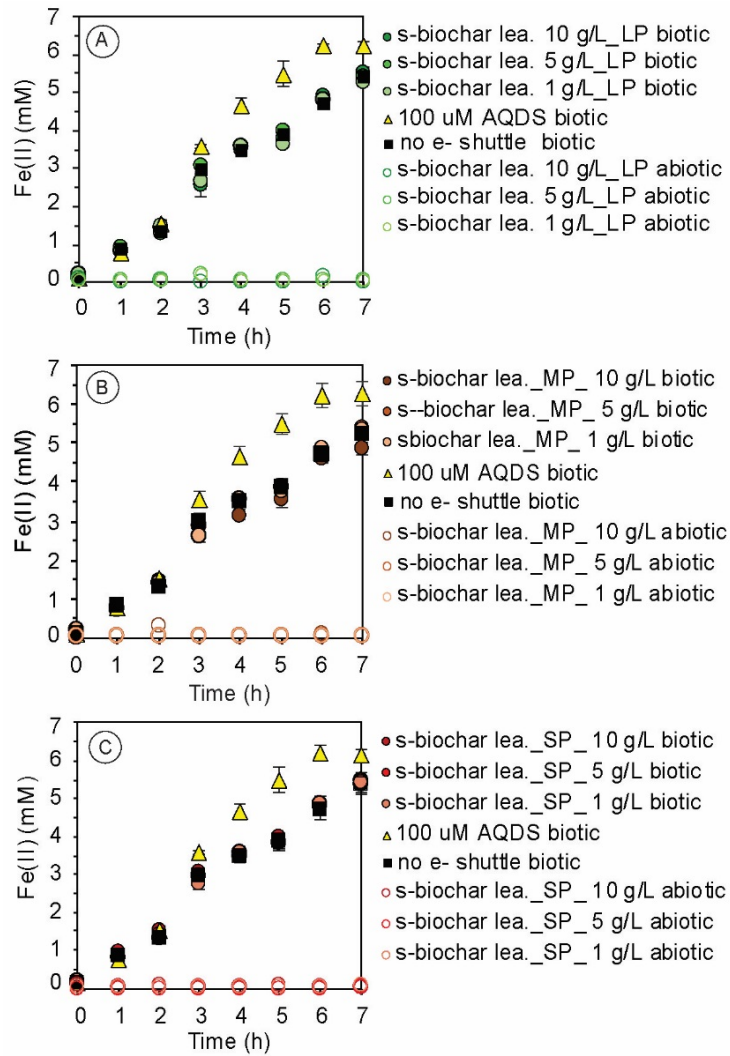 A
Fe(II) (mM)
7
6
5
4
3
2
1
0
0 1 2 3 4 5 6 7
Time (h)
s-biochar lea. 10 g/L_LP biotic
s-biochar lea. 5 g/L_LP biotic
s-biochar lea. 1 g/L_LP biotic
100 uM AQDS biotic
no e- shuttle biotic
s-biochar lea. 10 g/L_LP abiotic
s-biochar lea. 5 g/L_LP abiotic
s-biochar lea. 1 g/L_LP abiotic
B
Fe(II) (mM)
7
6
5
4
3
2
1
0
0 1 2 3 4 5 6 7
Time (h)
s-biochar lea._MP_ 10 g/L biotic
s--biochar lea._MP_ 5 g/L biotic
sbiochar lea._MP_ 1 g/L biotic
100 uM AQDS biotic
no e- shuttle biotic
s-biochar lea._MP_ 10 g/L abiotic
s-biochar lea._MP_ 5 g/L abiotic
s-biochar lea._MP_ 1 g/L abiotic
C
Fe(II) (mM)
7
6
5
4
3
2
1
0
0 1 2 3 4 5 6 7
Time (h)
s-biochar lea._SP_ 10 g/L biotic
s-biochar lea._SP_ 5 g/L biotic
s-biochar lea._SP_ 1 g/L biotic
100 uM AQDS biotic
no e- shuttle biotic
s-biochar lea._SP_ 10 g/L abiotic
s-biochar lea._SP_ 5 g/L abiotic
s-biochar lea._SP_ 1 g/L abiotic